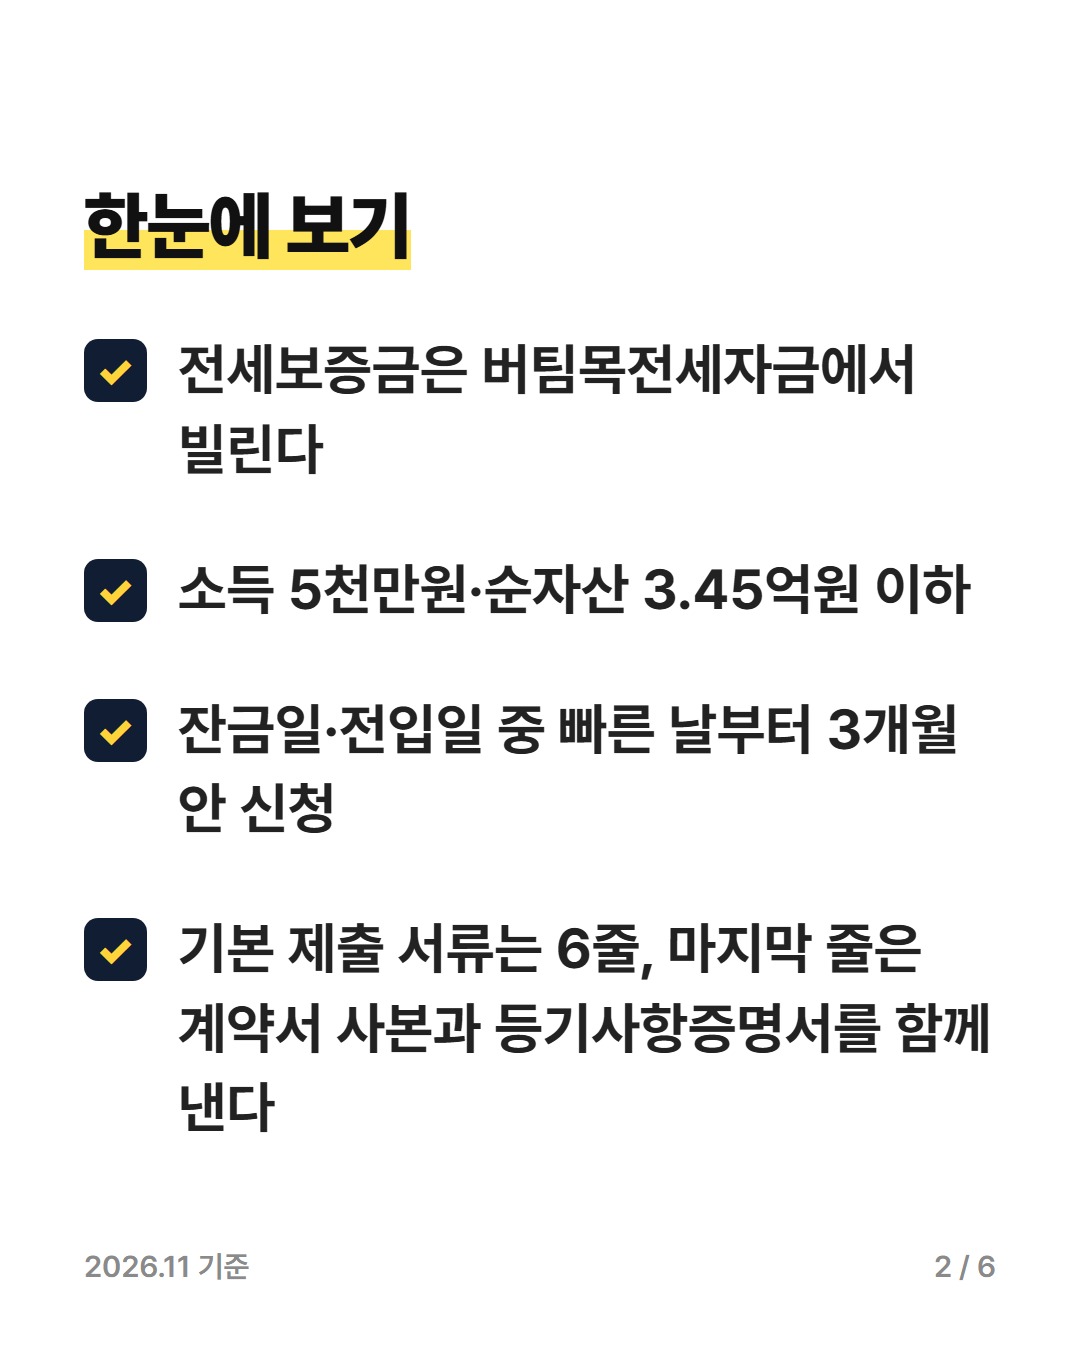 한눈에 보기
전세보증금은 버팀목전세자금에서
빌린다
소득 5천만원·순자산 3.45억원 이하
잔금일·전입일 중 빠른 날부터 3개월
안 신청
기본 제출 서류는 6줄, 마지막 줄은
계약서 사본과 등기사항증명서를 함께
낸다
2026.11 기준
2 / 6